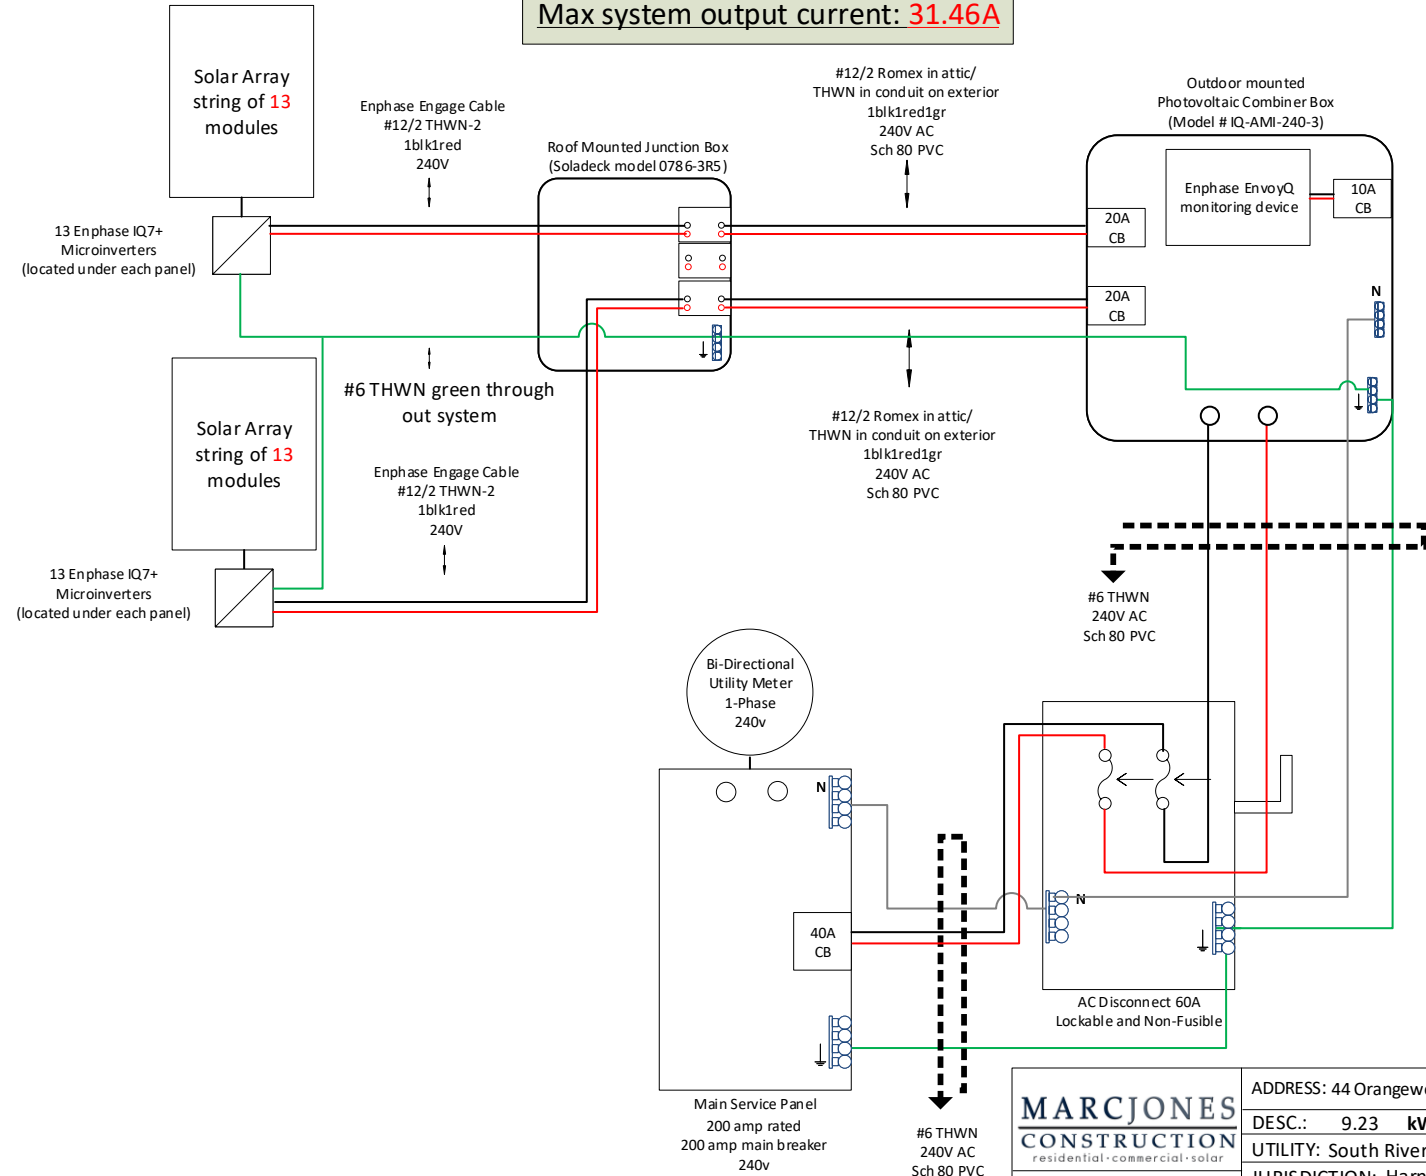 Max system output current: 31.46A
Solar Array
string of 13
modules
Enphase Engage Cable
#12/2 THWN-2
1blk1red
240V
#12/2 Romex in attic/
THWN in conduit on exterior
1blk1red1gr
240V AC
Sch 80 PVC
Outdoor mounted
Photovoltaic Combiner Box
(Model # IQ-AMI-240-3)
Roof Mounted Junction Box
(Soladeck model 0786-3R5)
Enphase EnvoyQ
monitoring device
10A
CB
20A
CB
13 Enphase IQ7+
Microinverters
(located under each panel)
20A
CB
N
#6 THWN green through
out system
Solar Array
string of 13
modules
#12/2 Romex in attic/
THWN in conduit on exterior
1blk1red1gr
240V AC
Sch 80 PVC
Enphase Engage Cable
#12/2 THWN-2
1blk1red
240V
13 Enphase IQ7+
Microinverters
(located under each panel)
#6 THWN
240V AC
Sch 80 PVC
Bi-Directional
Utility Meter
1-Phase
240v
N
N
40A
CB
AC Disconnect 60A
Lockable and Non-Fusible
Main Service Panel
200 amp rated
200 amp main breaker
240v
#6 THWN
240V AC
Sch 80 PVC
MARCJONES
CONSTRUCTION
residential·commercial·solar
ADDRESS: 44 Orangew
DESC.: 9.23 kW
UTILITY: South River
JURISDICTION: Harn